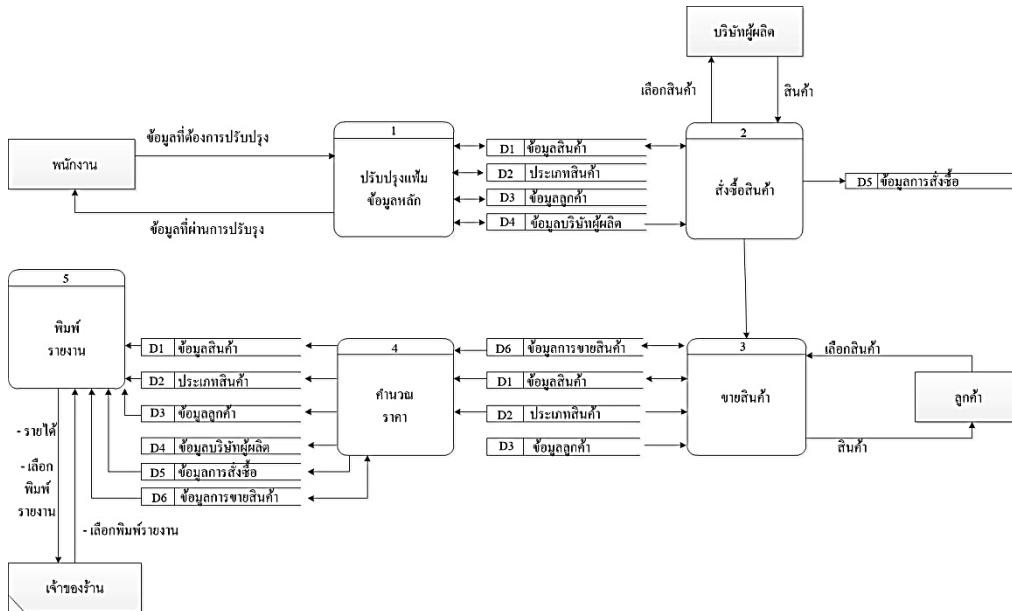 บริษัทผู้ผลิต
เลือกสินค้า
สินค้า
พนักงาน
ข้อมูลที่ต้องการปรับปรุง
ข้อมูลที่ผ่านการปรับรุง
1
ปรับปรุงแฟ้ม
ข้อมูลหลัก
D1 ข้อมูลสินค้า
D2 ประเภทสินค้า
D3 ข้อมูลลูกค้า
D4 ข้อมูลบริษัทผู้ผลิต
2
สั่งซื้อสินค้า
D5 ข้อมูลการสั่งซื้อ
5
พิมพ์
รายงาน
D1 ข้อมูลสินค้า
D2 ประเภทสินค้า
D3 ข้อมูลลูกค้า
D4 ข้อมูลบริษัทผู้ผลิต
D5 ข้อมูลการสั่งซื้อ
D6 ข้อมูลการขายสินค้า
4
คำนวณ
ราคา
D6 ข้อมูลการขายสินค้า
D1 ข้อมูลสินค้า
D2 ประเภทสินค้า
D3 ข้อมูลลูกค้า
3
ขายสินค้า
เลือกสินค้า
ลูกค้า
สินค้า
- รายได้
- เลือก
พิมพ์
รายงาน
- เลือกพิมพ์รายงาน
เจ้าของร้าน